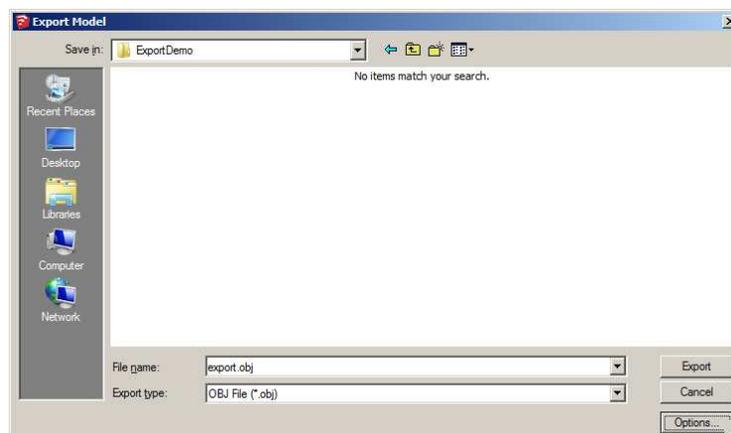 Export Model
Save in:
ExportDemo
No items match your search.
Recent Places
Desktop
Libraries
Computer
Network
File name:
export.obj
Export
Export type:
OBJ File (*.obj)
Cancel
Options...